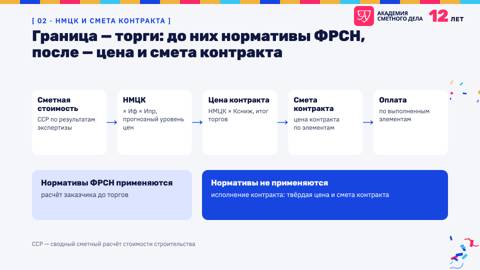 [ 02 · НМЦК И СМЕТА КОНТРАКТА ]
АКАДЕМИЯ
СМЕТНОГО ДЕЛА
12 ЛЕТ
Граница — торги: до них нормативы ФРСН,
после — цена и смета контракта
Сметная
стоимость
ССР по результатам
экспертизы
НМЦК
× Иф × Ипр,
прогнозный уровень
цен
Цена контракта
НМЦК × Ксниж, итог
торгов
Смета
контракта
цена контракта
по элементам
Оплата
по выполненным
элементам
Нормативы ФРСН применяются
расчёт заказчика до торгов
Нормативы не применяются
исполнение контракта: твёрдая цена и смета контракта
ССР — сводный сметный расчёт стоимости строительства